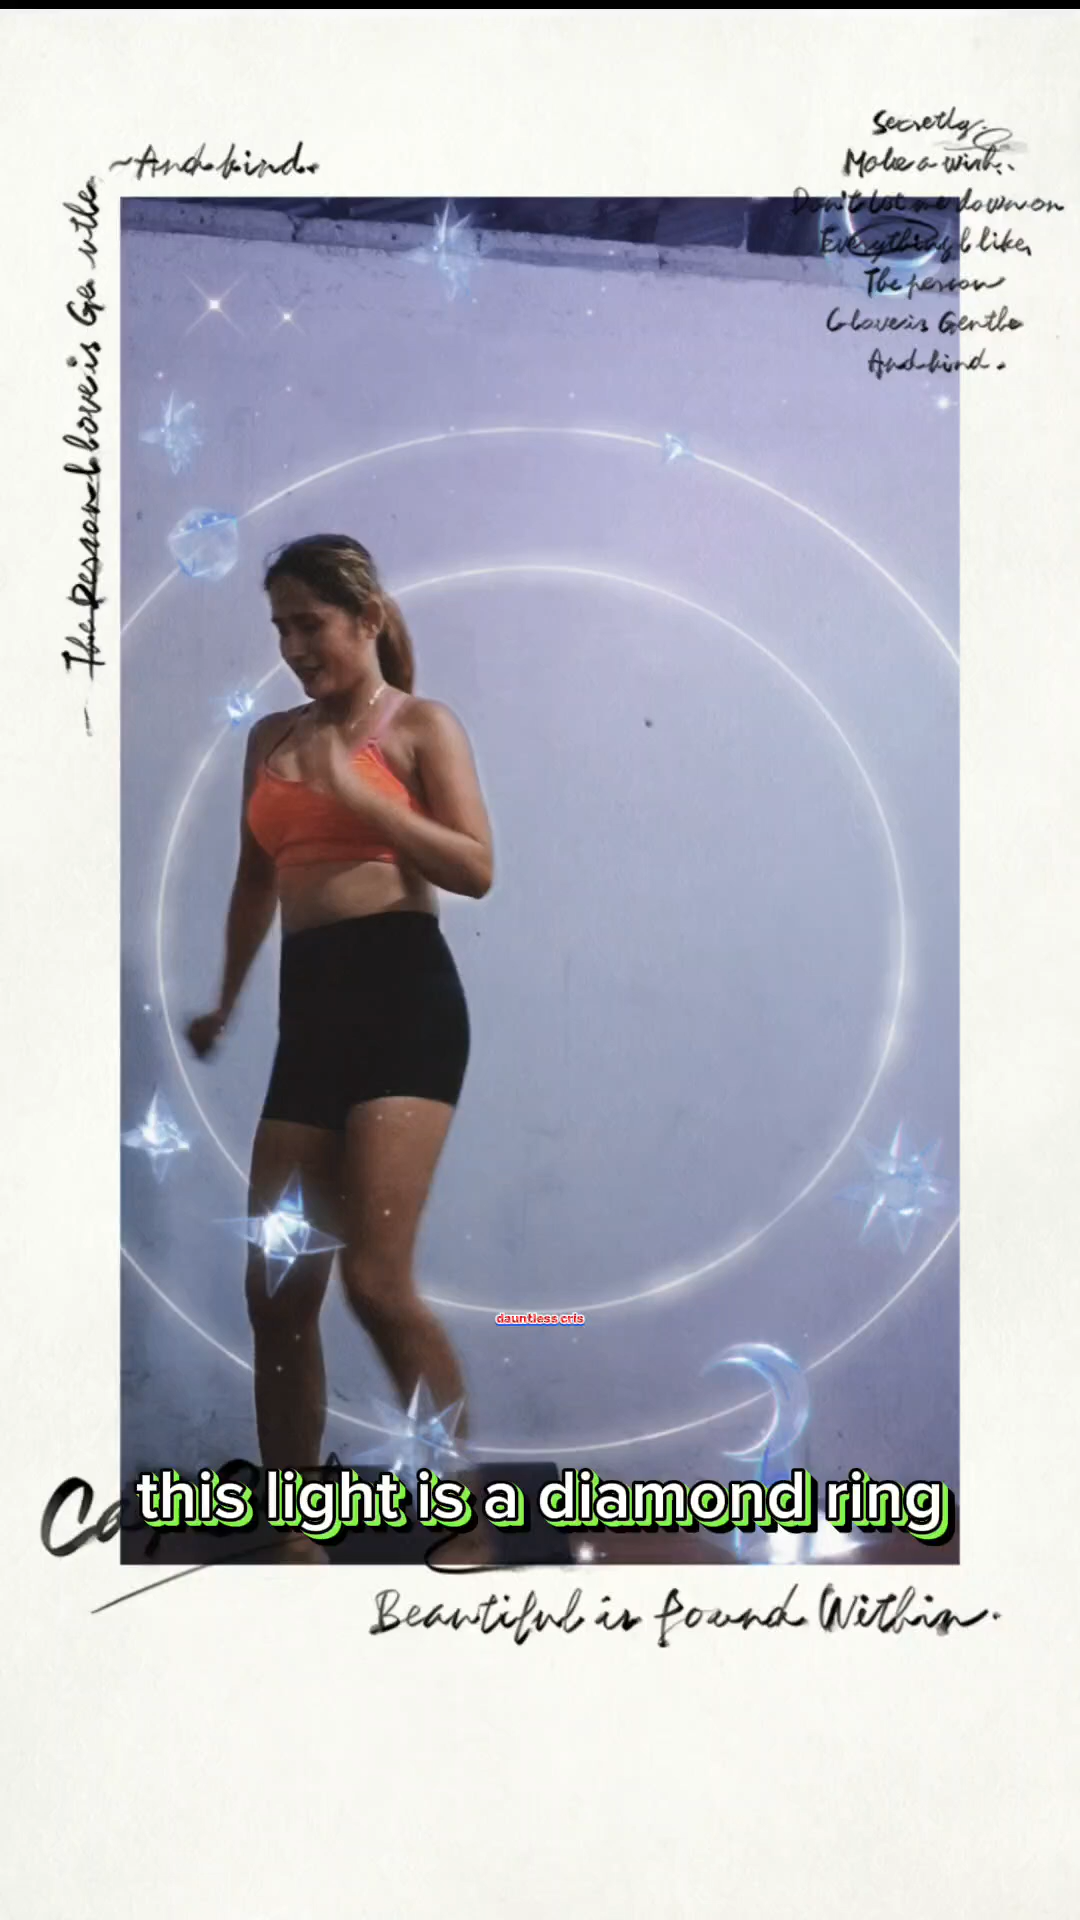 ~And kind.
Secretly.
Make a wish..
Don't let me down on
Everything I like,
The person
I love is Gentle
And kind.
The Person I love is Gentle
dauntless cris
this light is a diamond ring
Beautiful is found Within.